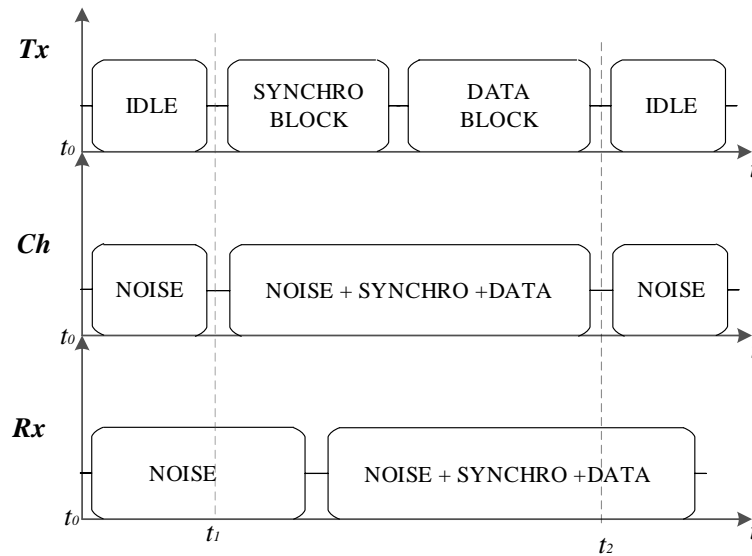 Tx
IDLE
SYNCHRO
BLOCK
DATA
BLOCK
IDLE
t0
Ch
NOISE
NOISE + SYNCHRO +DATA
NOISE
t0
Rx
NOISE
NOISE + SYNCHRO +DATA
t0
t1
t2